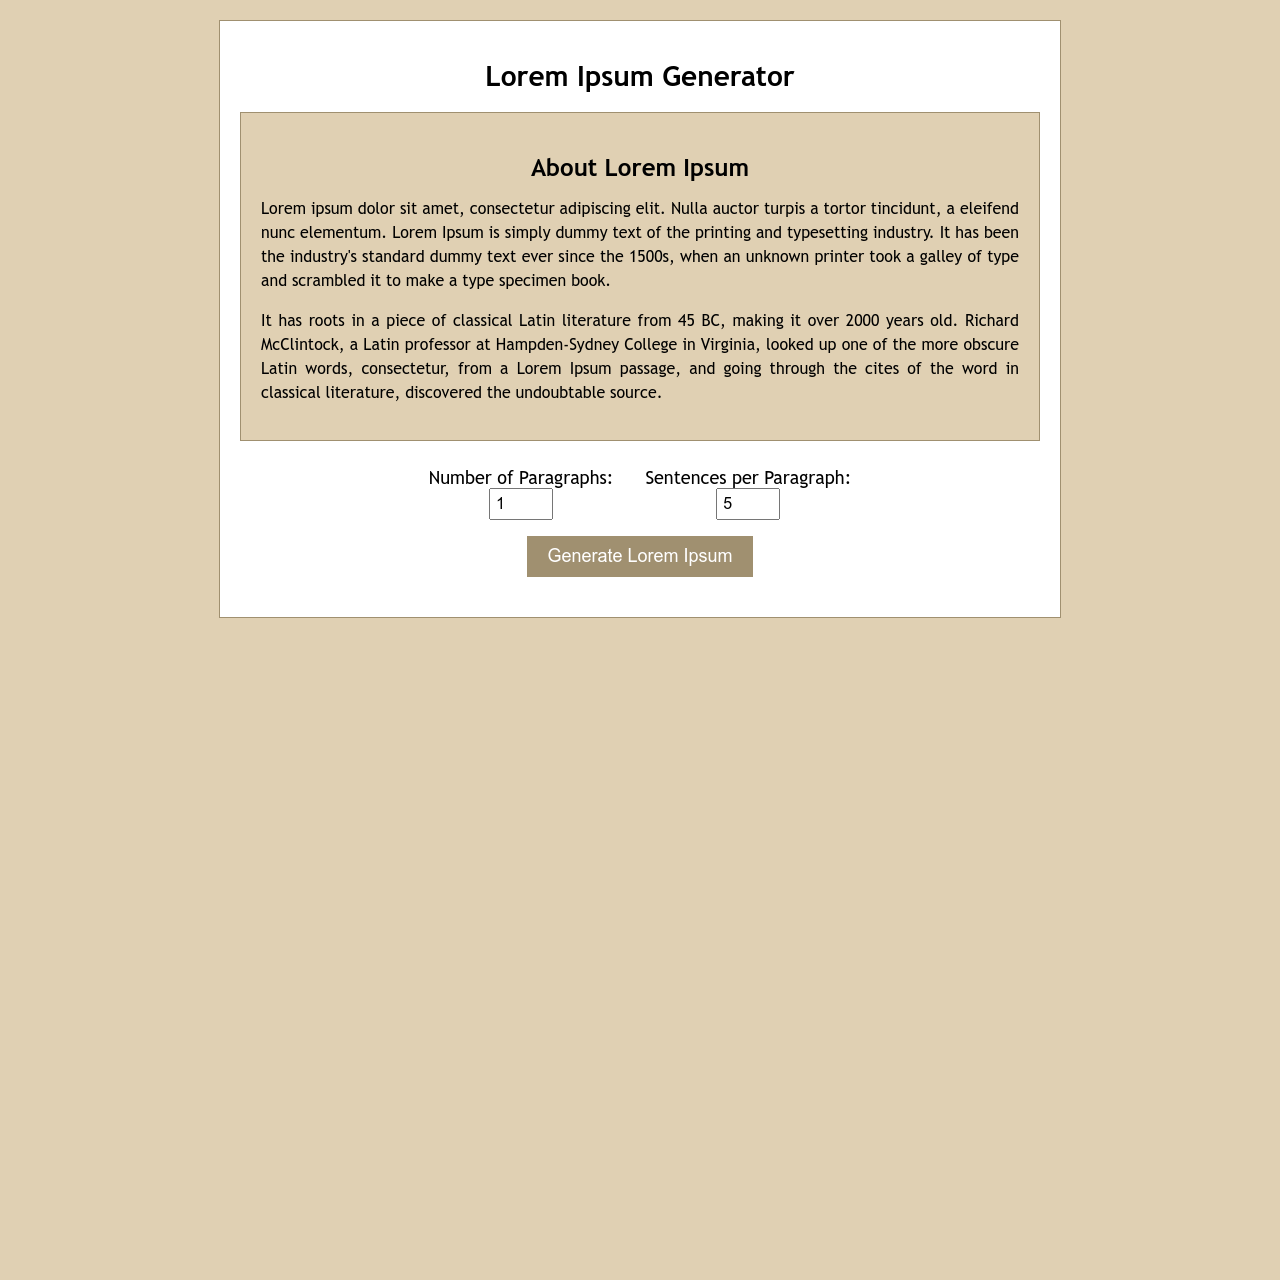 Lorem Ipsum Generator
About Lorem Ipsum
Lorem ipsum dolor sit amet, consectetur adipiscing elit. Nulla auctor turpis a tortor tincidunt, a eleifend
nunc elementum. Lorem Ipsum is simply dummy text of the printing and typesetting industry. It has been
the industry's standard dummy text ever since the 1500s, when an unknown printer took a galley of type
and scrambled it to make a type specimen book.
It has roots in a piece of classical Latin literature from 45 BC, making it over 2000 years old. Richard
McClintock, a Latin professor at Hampden-Sydney College in Virginia, looked up one of the more obscure
Latin words, consectetur, from a Lorem Ipsum passage, and going through the cites of the word in
classical literature, discovered the undoubtable source.
Number of Paragraphs: Sentences per Paragraph:
1 5
Generate Lorem Ipsum